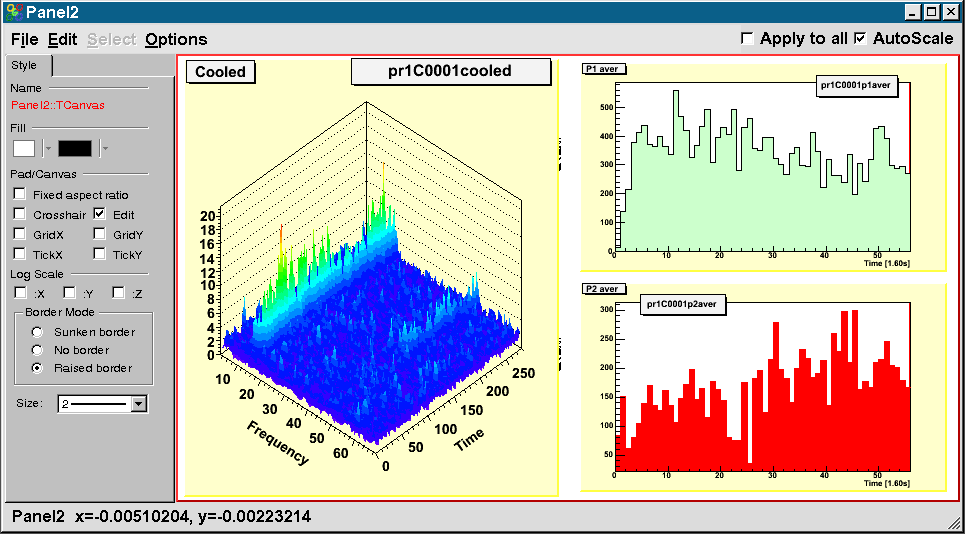 Panel2
File Edit Select Options Apply to all AutoScale
Style
Name
Panel2::TCanvas
Fill
Pad/Canvas
Fixed aspect ratio
Crosshair Edit
GridX GridY
TickX TickY
Log Scale
:X :Y :Z
Border Mode
Sunken border
No border
Raised border
Size: 2
Cooled
pr1C0001cooled
20
18
16
14
12
10
8
6
4
2
0
10 20 30 40 50 60
Frequency
0 50 100 150 200 250
Time
P1 aver
pr1C0001p1aver
500
400
300
200
100
0
0 10 20 30 40 50
Time [1.60s]
P2 aver
pr1C0001p2aver
300
250
200
150
100
50
0 10 20 30 40 50
Time [1.60s]
Panel2 x=-0.00510204, y=-0.00223214